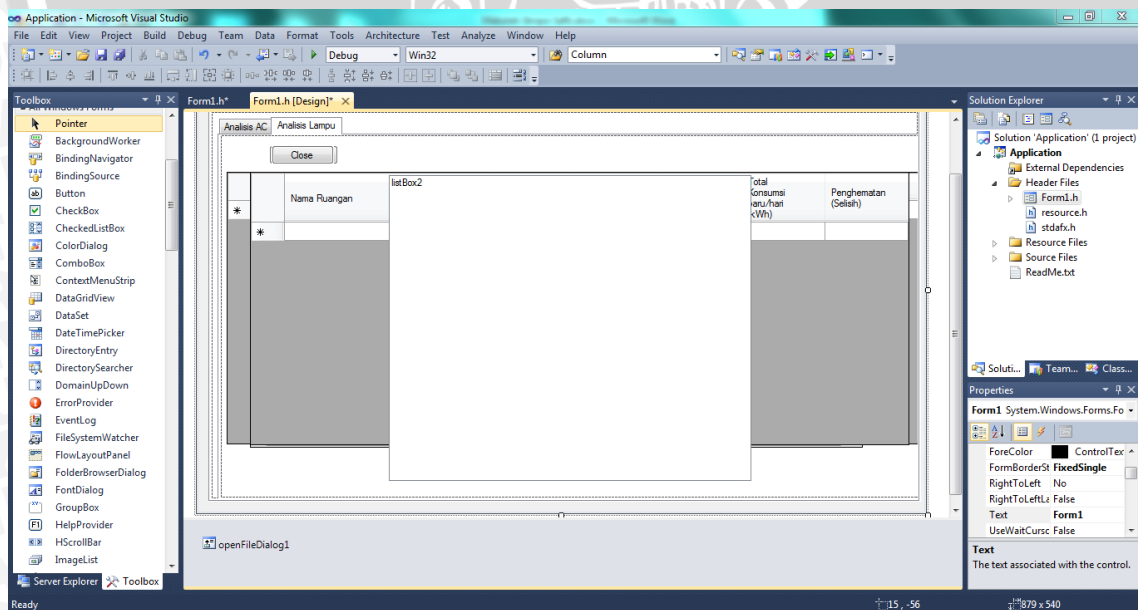 Application - Microsoft Visual Studio
File Edit View Project Build Debug Team Data Format Tools Architecture Test Analyze Window Help
Debug Win32 Column
Toolbox
Form1.h* Form1.h [Design]*
Solution Explorer
All Windows Forms
Pointer
BackgroundWorker
BindingNavigator
BindingSource
Button
CheckBox
CheckedListBox
ColorDialog
ComboBox
ContextMenuStrip
DataGridView
DataSet
DateTimePicker
DirectoryEntry
DirectorySearcher
DomainUpDown
ErrorProvider
EventLog
FileSystemWatcher
FlowLayoutPanel
FolderBrowserDialog
FontDialog
GroupBox
HelpProvider
HScrollBar
ImageList
Server Explorer Toolbox
Analisis AC Analisis Lampu
Close
Nama Ruangan
listBox2
Total
Konsumsi
baru/hari
kWh)
Penghematan
(Selisih)
openFileDialog1
Solution 'Application' (1 project)
Application
External Dependencies
Header Files
Form1.h
resource.h
stdafx.h
Resource Files
Source Files
ReadMe.txt
Soluti... Team... Class...
Properties
Form1 System.Windows.Forms.Fo
ForeColor ControlTex
FormBorderSt FixedSingle
RightToLeft No
RightToLeftLa False
Text Form1
UseWaitCursc False
Text
The text associated with the control.
Ready
15 , -56
879 x 540